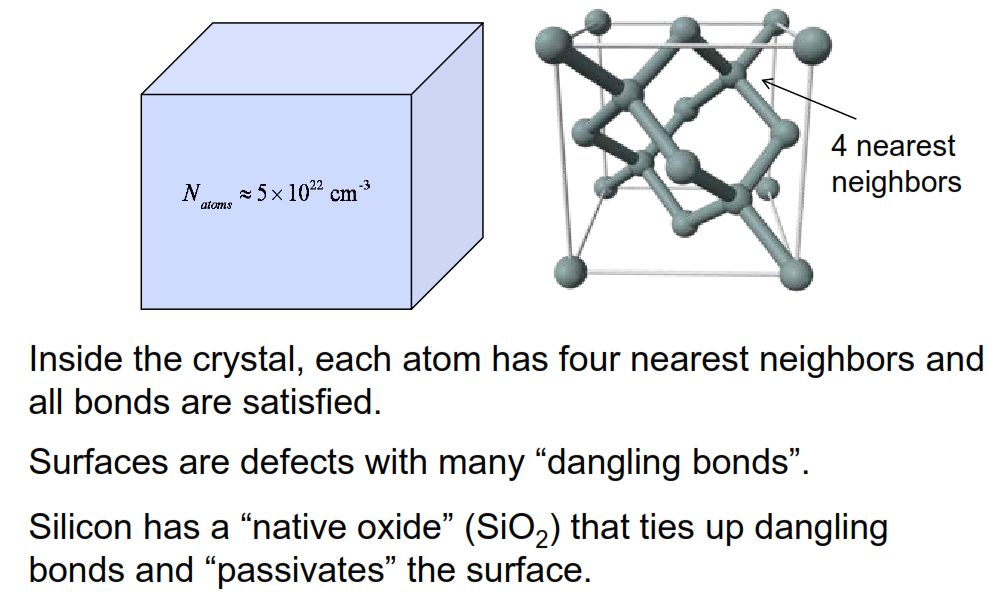 N_atoms ≈ 5 × 10^22 cm^-3
4 nearest
neighbors
Inside the crystal, each atom has four nearest neighbors and
all bonds are satisfied.
Surfaces are defects with many “dangling bonds”.
Silicon has a “native oxide” (SiO₂) that ties up dangling
bonds and “passivates” the surface.